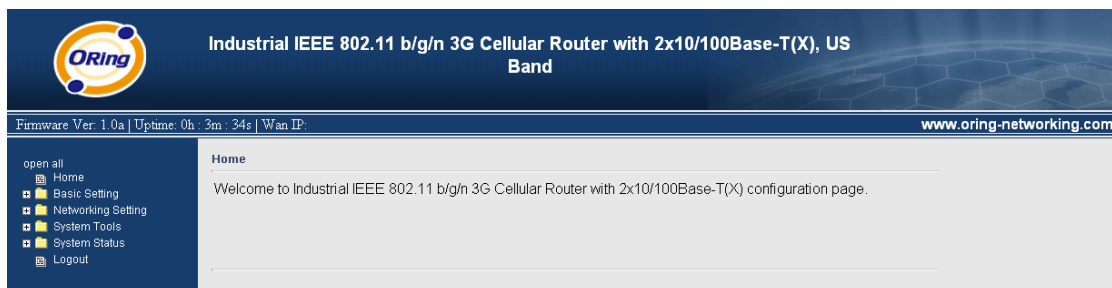 ORing
Industrial IEEE 802.11 b/g/n 3G Cellular Router with 2x10/100Base-T(X), US
Band
Firmware Ver: 1.0a | Uptime: 0h : 3m : 34s | Wan IP:
www.oring-networking.com
open all
Home
Basic Setting
Networking Setting
System Tools
System Status
Logout
Home
Welcome to Industrial IEEE 802.11 b/g/n 3G Cellular Router with 2x10/100Base-T(X) configuration page.